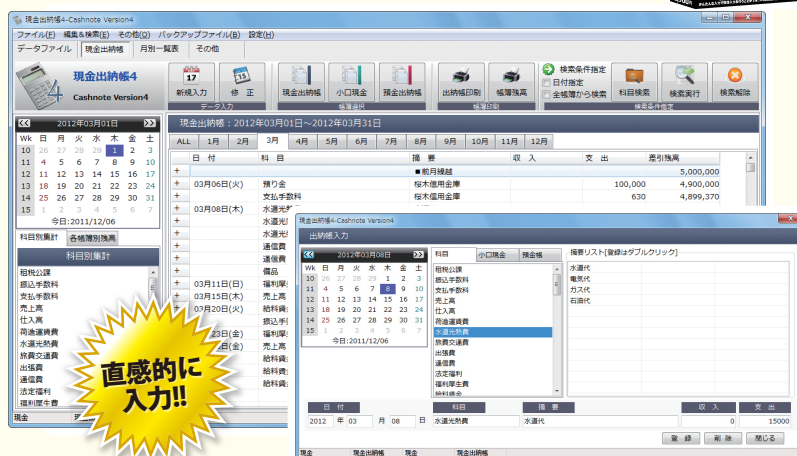 現金出納帳4-Cashnote Version4
ファイル(F) 編集&検索(E) その他(O) バックアップファイル(B) 設定(H)
データファイル 現金出納帳 月別一覧表 その他
現金出納帳4
Cashnote Version4
新規入力 修 正 現金出納帳 小口現金 預金出納帳 出納帳印刷 帳簿残高
検索条件指定
日付指定
全帳簿から検索
科目検索 検索実行 検索解除
データ入力 帳簿選択 帳簿印刷 検索条件指定
2012年03月01日
Wk 日 月 火 水 木 金 土
10 26 27 28 29 1 2 3
11 4 5 6 7 8 9 10
12 11 12 13 14 15 16 17
13 18 19 20 21 22 23 24
14 25 26 27 28 29 30 31
15 1 2 3 4 5 6 7
今日:2011/12/06
科目別集計 各帳簿別残高
科目別集計
租税公課
振込手数料
支払手数料
売上高
仕入高
荷造運賃費
水道光熱費
旅費交通費
出張費
通信費
法定福利
福利厚生費
現金出納帳 : 2012年03月01日~2012年03月31日
ALL 1月 2月 3月 4月 5月 6月 7月 8月 9月 10月 11月 12月
日 付 科 目 摘 要 収 入 支 出 差引残高
+ ■前月繰越 5,000,000
+ 03月06日(火) 預り金 桜木信用金庫 100,000 4,900,000
+ 支払手数料 桜木信用金庫 630 4,899,370
+ 03月08日(木) 水道光熱
+ 水道光
+ 水道光
+ 通信費
+ 通信費
+ 備品
+ 03月11日(日) 福利厚
+ 03月15日(木) 売上高
+ 03月20日(火) 給料賃
振込手
23日(金) 福利厚
日(金) 売上高
給料賃
給料賃
給料賃
直感的に
入力!!
現金
現金出納帳4-Cashnote Version4
出納帳入力
2012年03月08日
Wk 日 月 火 水 木 金 土
10 26 27 28 29 1 2 3
11 4 5 6 7 8 9 10
12 11 12 13 14 15 16 17
13 18 19 20 21 22 23 24
14 25 26 27 28 29 30 31
15 1 2 3 4 5 6 7
今日:2011/12/06
科目 小口現金 預金帳
租税公課
振込手数料
支払手数料
売上高
仕入高
荷造運賃費
水道光熱費
旅費交通費
出張費
通信費
法定福利
福利厚生費
給料賃金
摘要リスト[登録はダブルクリック]
水道代
電気代
ガス代
石油代
日 付 科目 摘 要 収 入 支 出
2012 年 03 月 08 日 水道光熱費 水道代 0 15000
登 録 削 除 閉じる
現金 現金出納帳 現金 現金出納帳